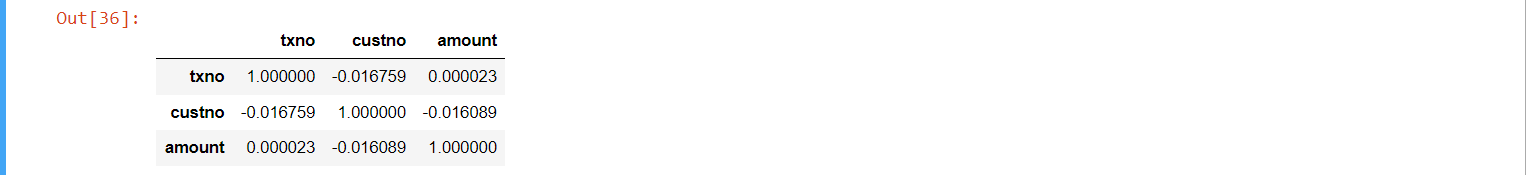 Out[36]:
txno custno amount
txno 1.000000 -0.016759 0.000023
custno -0.016759 1.000000 -0.016089
amount 0.000023 -0.016089 1.000000